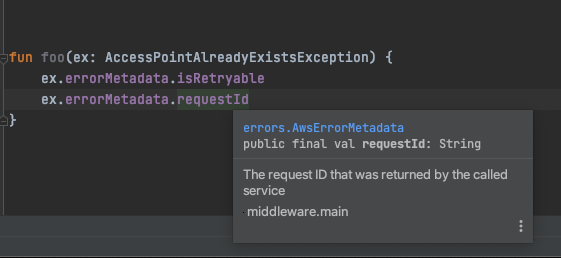 fun foo(ex: AccessPointAlreadyExistsException) {
ex.errorMetadata.isRetryable
ex.errorMetadata.requestId
}
errors.AwsErrorMetadata
public final val requestId: String
The request ID that was returned by the called
service
middleware.main